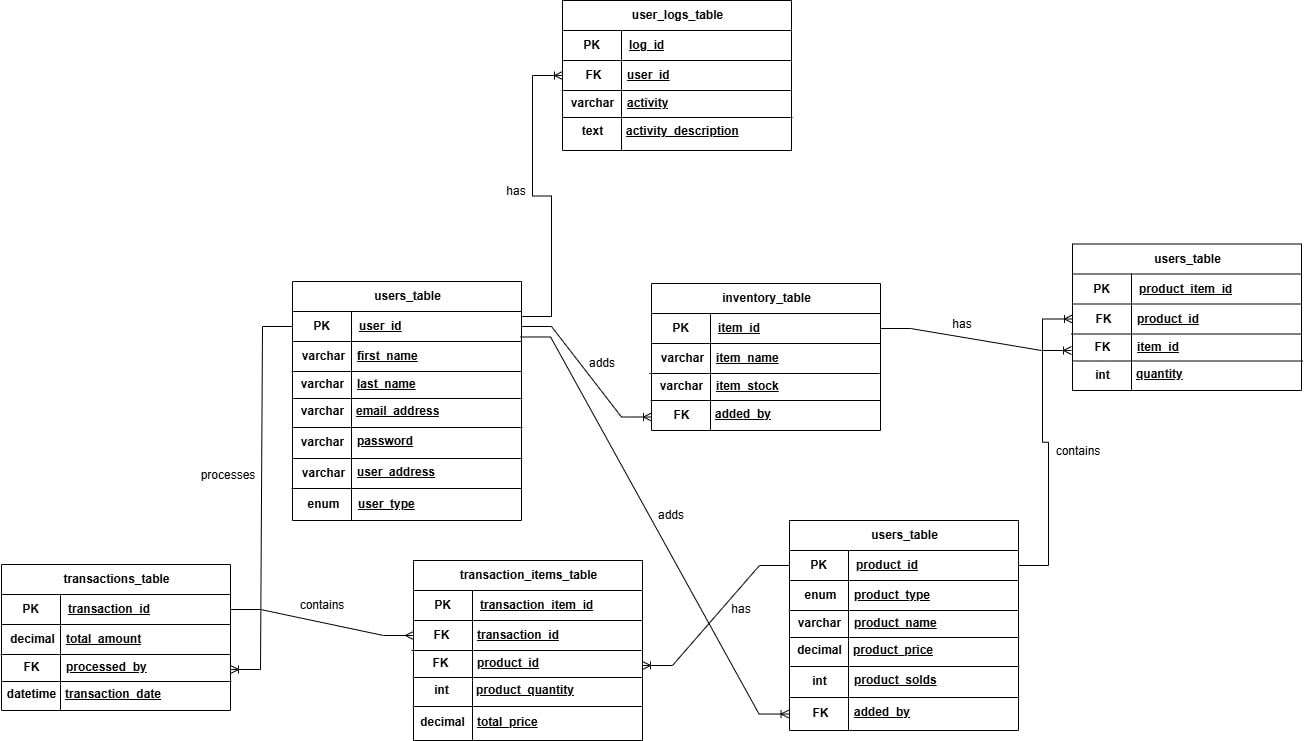 user_logs_table
PK log_id
FK user_id
varchar activity
text activity_description
has
users_table
PK product_item_id
FK product_id
FK item_id
int quantity
users_table
PK user_id
varchar first_name
varchar last_name
varchar email_address
varchar password
varchar user_address
enum user_type
inventory_table
PK item_id
varchar item_name
varchar item_stock
FK added_by
has
adds
contains
processes
adds
users_table
PK product_id
enum product_type
varchar product_name
decimal product_price
int product_solds
FK added_by
transactions_table
PK transaction_id
decimal total_amount
FK processed_by
datetime transaction_date
contains
transaction_items_table
PK transaction_item_id
FK transaction_id
FK product_id
int product_quantity
decimal total_price
has